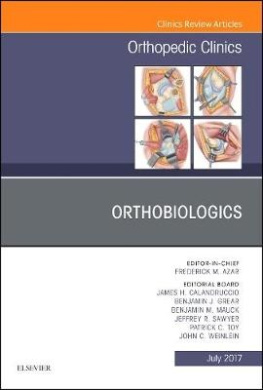 Clinics Review Articles
Orthopedic Clinics
ORTHOBIOLOGICS
EDITOR-IN-CHIEF
FREDERICK M. AZAR
EDITORIAL BOARD
JAMES H. CALANDRUCCIO
BENJAMIN J. GREAR
BENJAMIN M. MAUCK
JEFFREY R. SAWYER
PATRICK C. TOY
JOHN C. WEINLEIN
ELSEVIER
July 2017